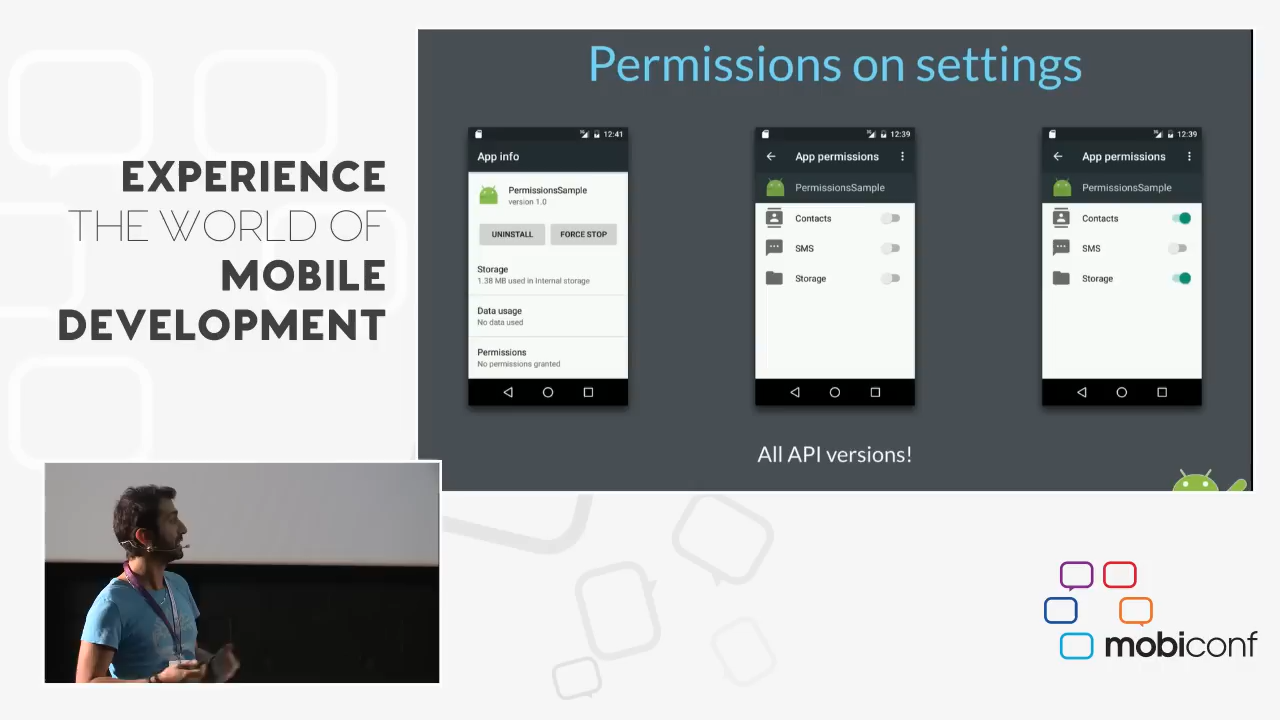 EXPERIENCE
THE WORLD OF
MOBILE
DEVELOPMENT
Permissions on settings
12:41
App info
PermissionsSample
version 1.0
UNINSTALL FORCE STOP
Storage
1.38 MB used in Internal storage
Data usage
No data used
Permissions
No permissions granted
12:39
App permissions
PermissionsSample
Contacts
SMS
Storage
12:39
App permissions
PermissionsSample
Contacts
SMS
Storage
All API versions!
mobiconf